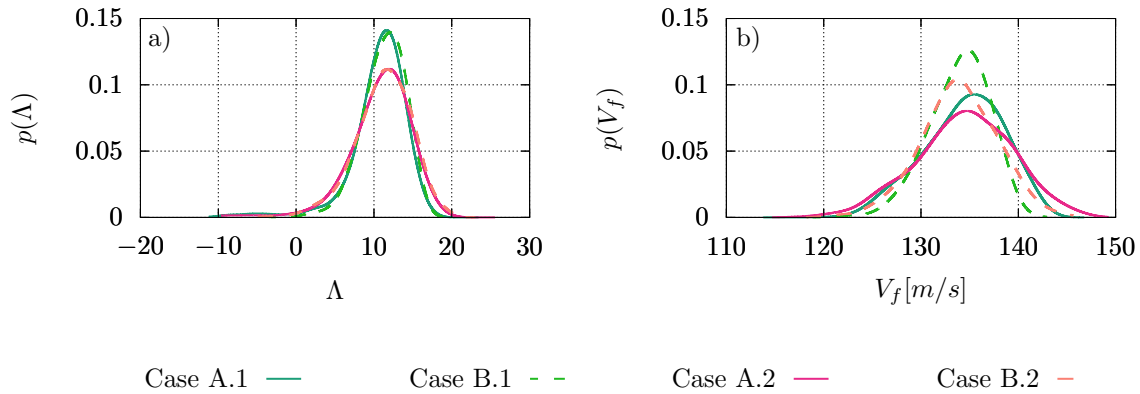 a)
p(Λ)
0.15
0.1
0.05
0
−20 −10 0 10 20 30
Λ
b)
p(V_f)
0.15
0.1
0.05
0
110 120 130 140 150
V_f[m/s]
Case A.1 Case B.1 Case A.2 Case B.2